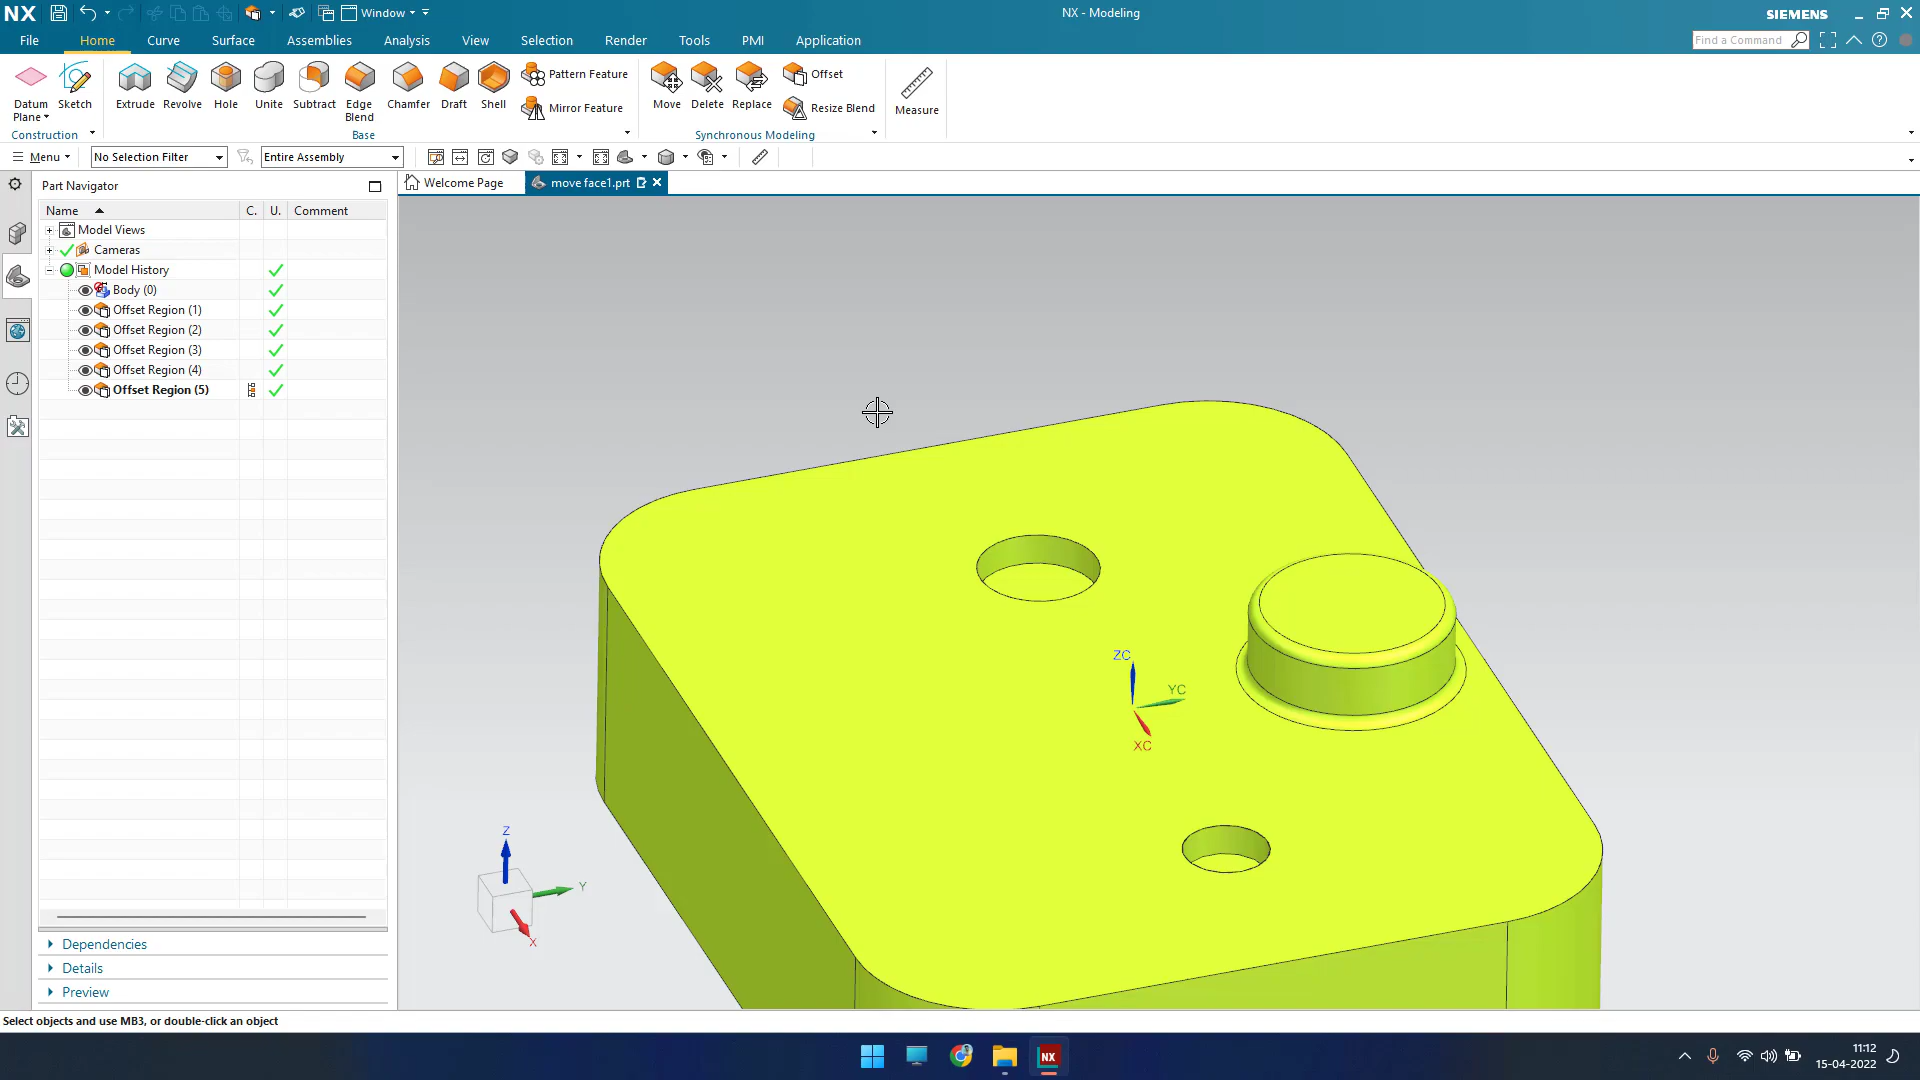 NX Window NX - Modeling SIEMENS
File Home Curve Surface Assemblies Analysis View Selection Render Tools PMI Application Find a Command
Datum Plane Sketch Extrude Revolve Hole Unite Subtract Edge Blend Chamfer Draft Shell Pattern Feature Mirror Feature Move Delete Replace Offset Resize Blend Measure
Construction Base Synchronous Modeling
Menu No Selection Filter Entire Assembly
Part Navigator Welcome Page move face1.prt
Name C. U. Comment
Model Views
Cameras
Model History
Body (0)
Offset Region (1)
Offset Region (2)
Offset Region (3)
Offset Region (4)
Offset Region (5)
ZC
YC
XC
Z
Y
X
Dependencies
Details
Preview
Select objects and use MB3, or double-click an object
NX
11:12
15-04-2022